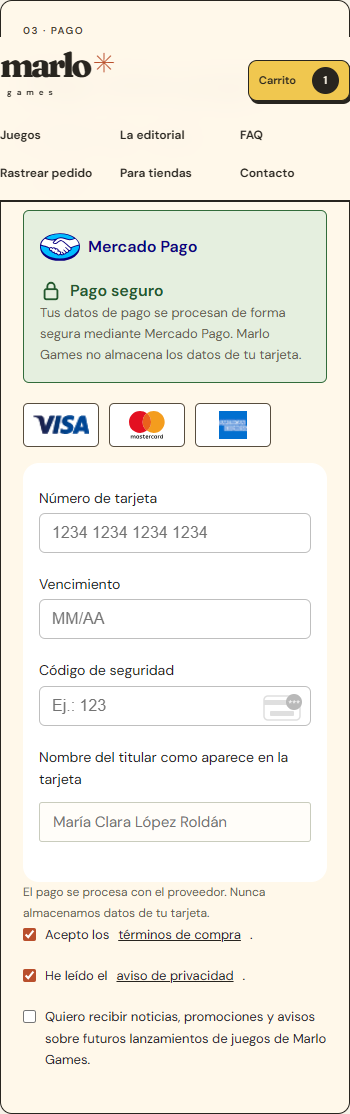 03 · PAGO
marlo
games
Carrito 1
Juegos La editorial FAQ
Rastrear pedido Para tiendas Contacto
Mercado Pago
Pago seguro
Tus datos de pago se procesan de forma
segura mediante Mercado Pago. Marlo
Games no almacena los datos de tu tarjeta.
VISA mastercard
Número de tarjeta
1234 1234 1234 1234
Vencimiento
MM/AA
Código de seguridad
Ej.: 123
Nombre del titular como aparece en la
tarjeta
María Clara López Roldán
El pago se procesa con el proveedor. Nunca
almacenamos datos de tu tarjeta.
Acepto los términos de compra .
He leído el aviso de privacidad .
Quiero recibir noticias, promociones y avisos
sobre futuros lanzamientos de juegos de Marlo
Games.